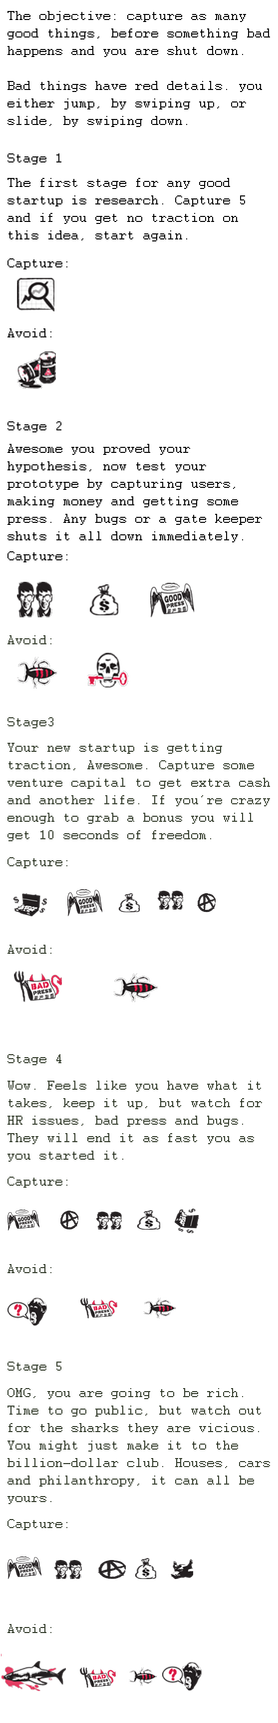 The objective: capture as many
good things, before something bad
happens and you are shut down.
Bad things have red details. you
either jump, by swiping up, or
slide, by swiping down.
Stage 1
The first stage for any good
startup is research. Capture 5
and if you get no traction on
this idea, start again.
Capture:
Avoid:
Stage 2
Awesome you proved your
hypothesis, now test your
prototype by capturing users,
making money and getting some
press. Any bugs or a gate keeper
shuts it all down immediately.
Capture:
$
GOOD
PRESS
Avoid:
Stage3
Your new startup is getting
traction, Awesome. Capture some
venture capital to get extra cash
and another life. If you're crazy
enough to grab a bonus you will
get 10 seconds of freedom.
Capture:
GOOD
PRESS
$
Avoid:
BAD
PRESS
Stage 4
Wow. Feels like you have what it
takes, keep it up, but watch for
HR issues, bad press and bugs.
They will end it as fast you as
you started it.
Capture:
GOOD
PRESS
$
Avoid:
?
BAD
PRESS
Stage 5
OMG, you are going to be rich.
Time to go public, but watch out
for the sharks they are vicious.
You might just make it to the
billion-dollar club. Houses, cars
and philanthropy, it can all be
yours.
Capture:
GOOD
PRESS
$
Avoid:
BAD
PRESS
?